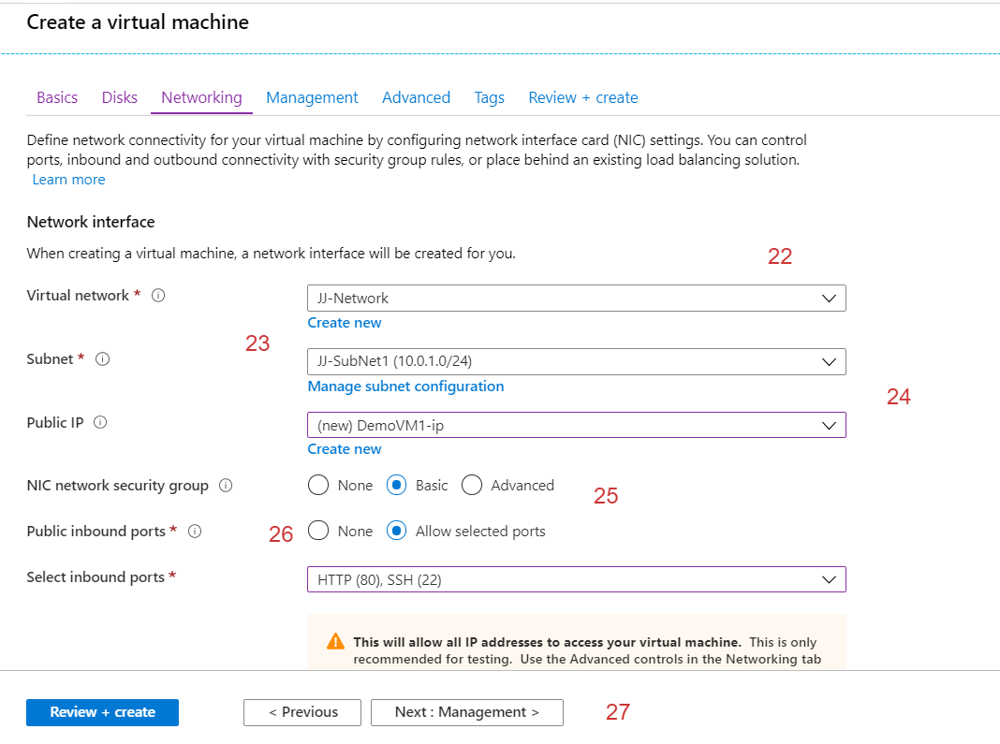 Create a virtual machine
Basics Disks Networking Management Advanced Tags Review + create
Define network connectivity for your virtual machine by configuring network interface card (NIC) settings. You can control
ports, inbound and outbound connectivity with security group rules, or place behind an existing load balancing solution.
Learn more
Network interface
When creating a virtual machine, a network interface will be created for you.
22
Virtual network *
JJ-Network
Create new
23
Subnet *
JJ-SubNet1 (10.0.1.0/24)
Manage subnet configuration
24
Public IP
(new) DemoVM1-ip
Create new
NIC network security group
None Basic Advanced
25
Public inbound ports *
26
None Allow selected ports
Select inbound ports *
HTTP (80), SSH (22)
This will allow all IP addresses to access your virtual machine. This is only
recommended for testing. Use the Advanced controls in the Networking tab
Review + create
< Previous
Next : Management >
27